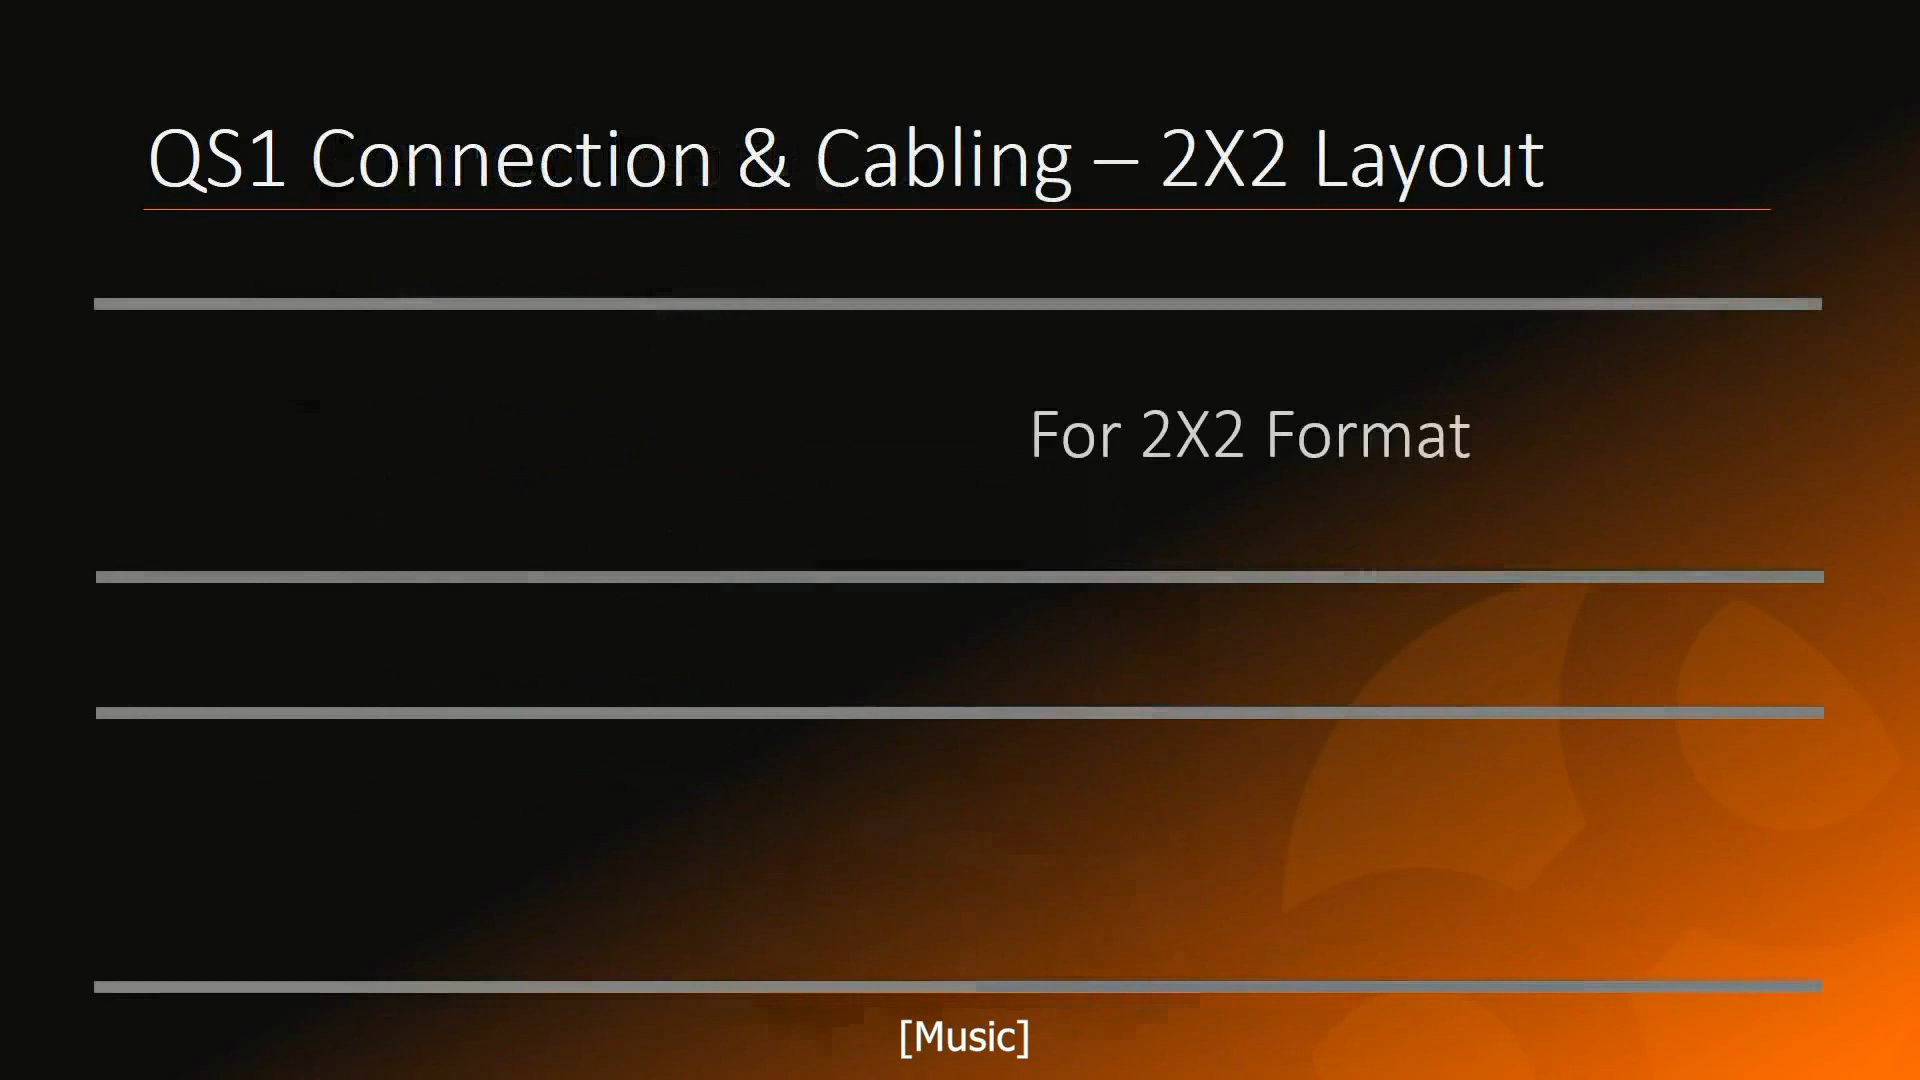 QS1 Connection & Cabling – 2X2 Layout
For 2X2 Format
[Music]